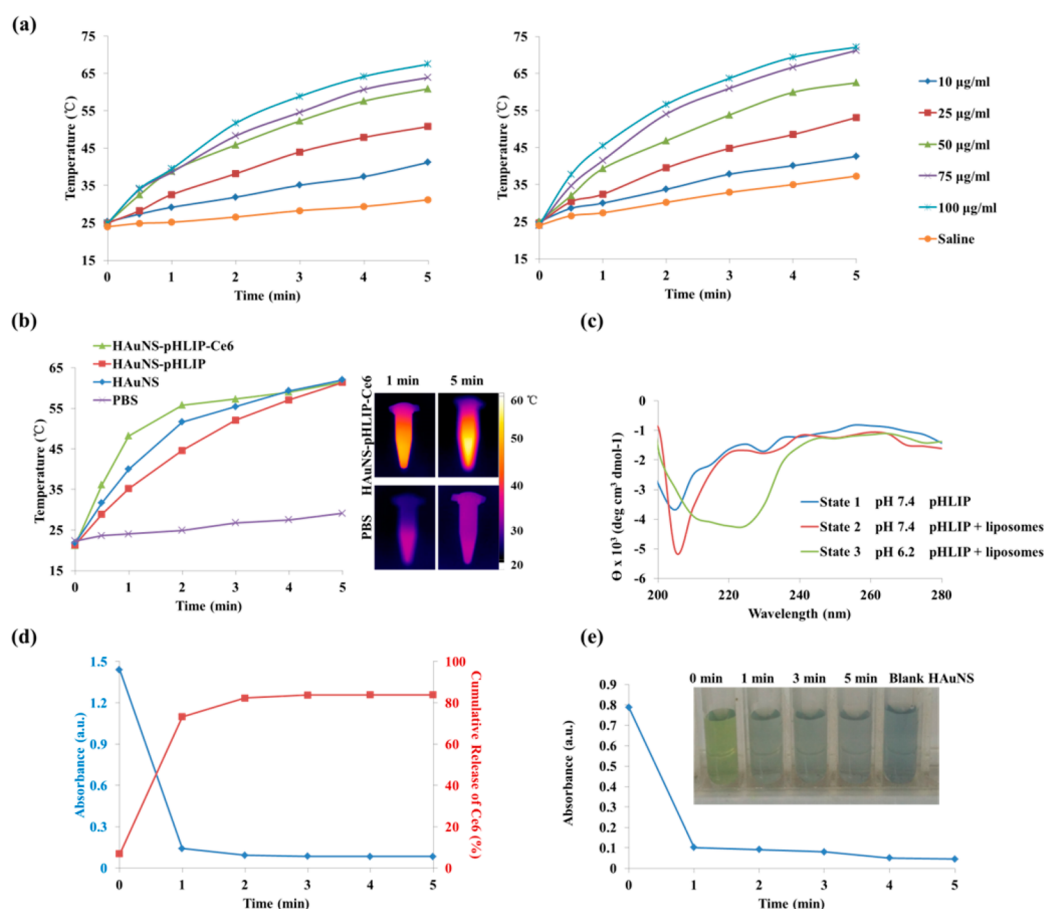 (a)
75
65
55
45
35
25
15
Temperature (℃)
0 1 2 3 4 5
Time (min)
75
65
55
45
35
25
15
Temperature (℃)
0 1 2 3 4 5
Time (min)
10 μg/ml
25 μg/ml
50 μg/ml
75 μg/ml
100 μg/ml
Saline
(b)
HAuNS-pHLIP-Ce6
HAuNS-pHLIP
HAuNS
PBS
65
55
45
35
25
15
Temperature (℃)
0 1 2 3 4 5
Time (min)
1 min 5 min
HAuNS-pHLIP-Ce6
PBS
60 ℃
50
40
30
20
(c)
-0
-1
-2
-3
-4
-5
-6
Θ x 10³ (deg cm³ dmol-1)
State 1 pH 7.4 pHLIP
State 2 pH 7.4 pHLIP + liposomes
State 3 pH 6.2 pHLIP + liposomes
200 220 240 260 280
Wavelength (nm)
(d)
1.5
1.2
0.9
0.6
0.3
0
Absorbance (a.u.)
100
80
60
40
20
0
Cumulative Release of Ce6 (%)
0 1 2 3 4 5
Time (min)
(e)
0 min 1 min 3 min 5 min Blank HAuNS
0.9
0.8
0.7
0.6
0.5
0.4
0.3
0.2
0.1
0
Absorbance (a.u.)
0 1 2 3 4 5
Time (min)